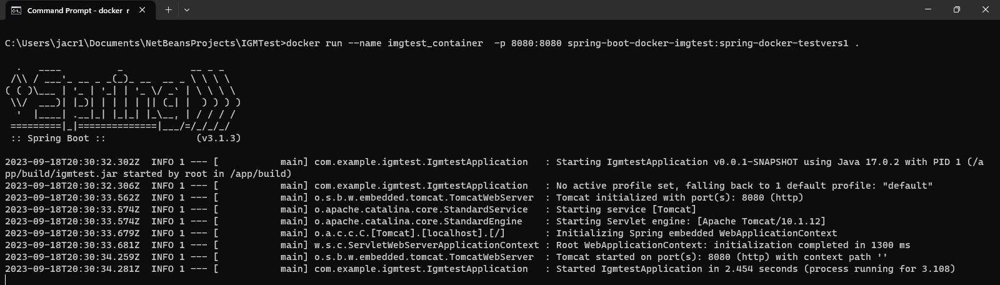 Command Prompt - docker  r
C:\Users\jacr1\Documents\NetBeansProjects\IGMTest>docker run --name imgtest_container  -p 8080:8080 spring-boot-docker-imgtest:spring-docker-testvers1 .
  .   ____          _            __ _ _
 /\\ / ___'_ __ _ _(_)_ __  __ _ \ \ \ \
( ( )\___ | '_ | '_| | '_ \/ _` | \ \ \ \
 \\/  ___)| |_)| | | | | || (_| |  ) ) ) )
  '  |____| .__|_| |_|_| |_\__, | / / / /
 =========|_|==============|___/=/_/_/_/
 :: Spring Boot ::                (v3.1.3)
2023-09-18T20:30:32.302Z  INFO 1 --- [           main] com.example.igmtest.IgmtestApplication   : Starting IgmtestApplication v0.0.1-SNAPSHOT using Java 17.0.2 with PID 1 (/a
pp/build/igmtest.jar started by root in /app/build)
2023-09-18T20:30:32.306Z  INFO 1 --- [           main] com.example.igmtest.IgmtestApplication   : No active profile set, falling back to 1 default profile: "default"
2023-09-18T20:30:33.562Z  INFO 1 --- [           main] o.s.b.w.embedded.tomcat.TomcatWebServer  : Tomcat initialized with port(s): 8080 (http)
2023-09-18T20:30:33.574Z  INFO 1 --- [           main] o.apache.catalina.core.StandardService   : Starting service [Tomcat]
2023-09-18T20:30:33.574Z  INFO 1 --- [           main] o.apache.catalina.core.StandardEngine    : Starting Servlet engine: [Apache Tomcat/10.1.12]
2023-09-18T20:30:33.679Z  INFO 1 --- [           main] o.a.c.c.C.[Tomcat].[localhost].[/]       : Initializing Spring embedded WebApplicationContext
2023-09-18T20:30:33.681Z  INFO 1 --- [           main] w.s.c.ServletWebServerApplicationContext : Root WebApplicationContext: initialization completed in 1300 ms
2023-09-18T20:30:34.259Z  INFO 1 --- [           main] o.s.b.w.embedded.tomcat.TomcatWebServer  : Tomcat started on port(s): 8080 (http) with context path ''
2023-09-18T20:30:34.281Z  INFO 1 --- [           main] com.example.igmtest.IgmtestApplication   : Started IgmtestApplication in 2.454 seconds (process running for 3.108)